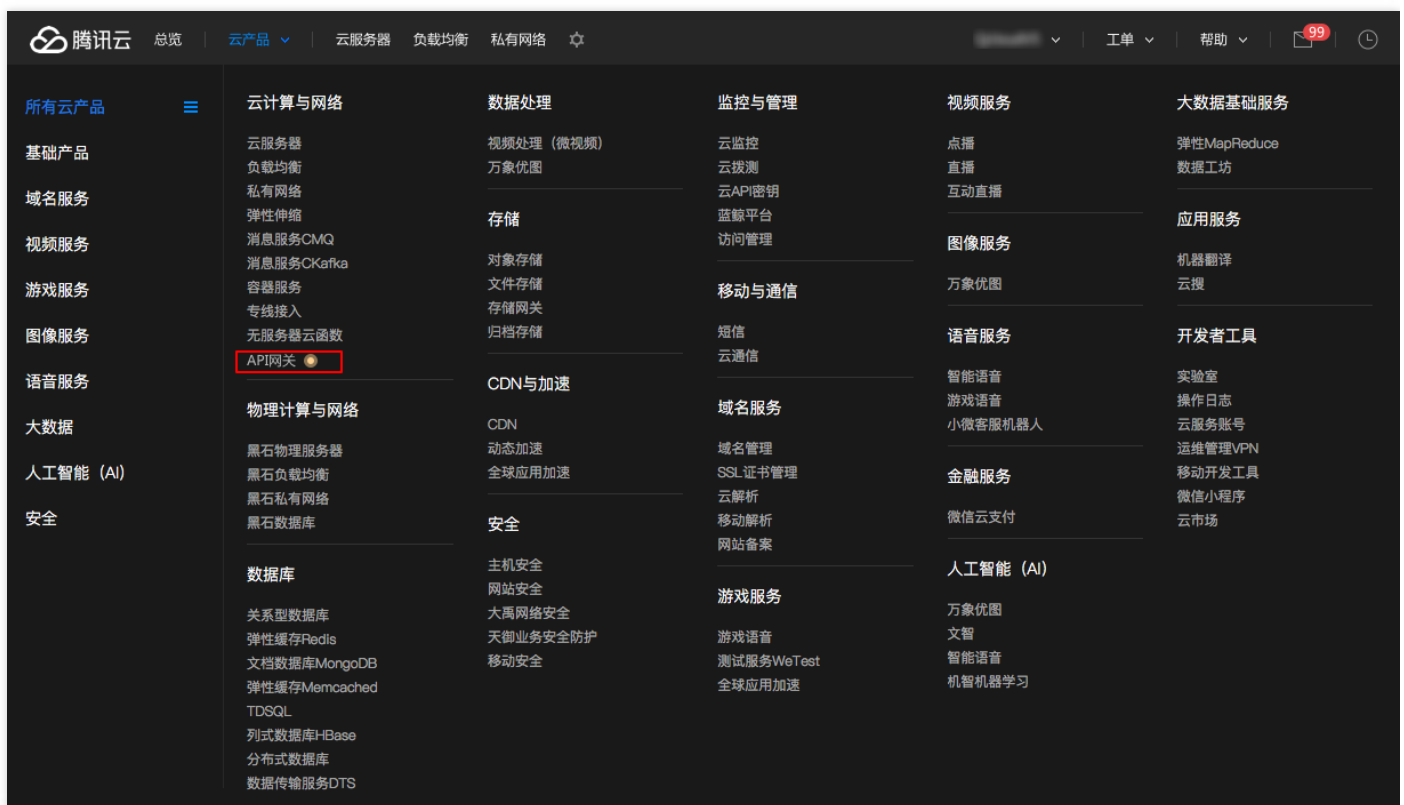 腾讯云 总览 云产品 云服务器 负载均衡 私有网络 工单 帮助 99
所有云产品
基础产品
域名服务
视频服务
游戏服务
图像服务
语音服务
大数据
人工智能（AI）
安全
云计算与网络
云服务器
负载均衡
私有网络
弹性伸缩
消息服务CMQ
消息服务CKafka
容器服务
专线接入
无服务器云函数
API网关
物理计算与网络
黑石物理服务器
黑石负载均衡
黑石私有网络
黑石数据库
数据库
关系型数据库
弹性缓存Redis
文档数据库MongoDB
弹性缓存Memcached
TDSQL
列式数据库HBase
分布式数据库
数据传输服务DTS
数据处理
视频处理（微视频）
万象优图
存储
对象存储
文件存储
存储网关
归档存储
CDN与加速
CDN
动态加速
全球应用加速
安全
主机安全
网站安全
大禹网络安全
天御业务安全防护
移动安全
监控与管理
云监控
云拨测
云API密钥
蓝鲸平台
访问管理
移动与通信
短信
云通信
域名服务
域名管理
SSL证书管理
云解析
移动解析
网站备案
游戏服务
游戏语音
测试服务WeTest
全球应用加速
视频服务
点播
直播
互动直播
图像服务
万象优图
语音服务
智能语音
游戏语音
小微客服机器人
金融服务
微信云支付
人工智能（AI）
万象优图
文智
智能语音
机智机器学习
大数据基础服务
弹性MapReduce
数据工坊
应用服务
机器翻译
云搜
开发者工具
实验室
操作日志
云服务账号
运维管理VPN
移动开发工具
微信小程序
云市场